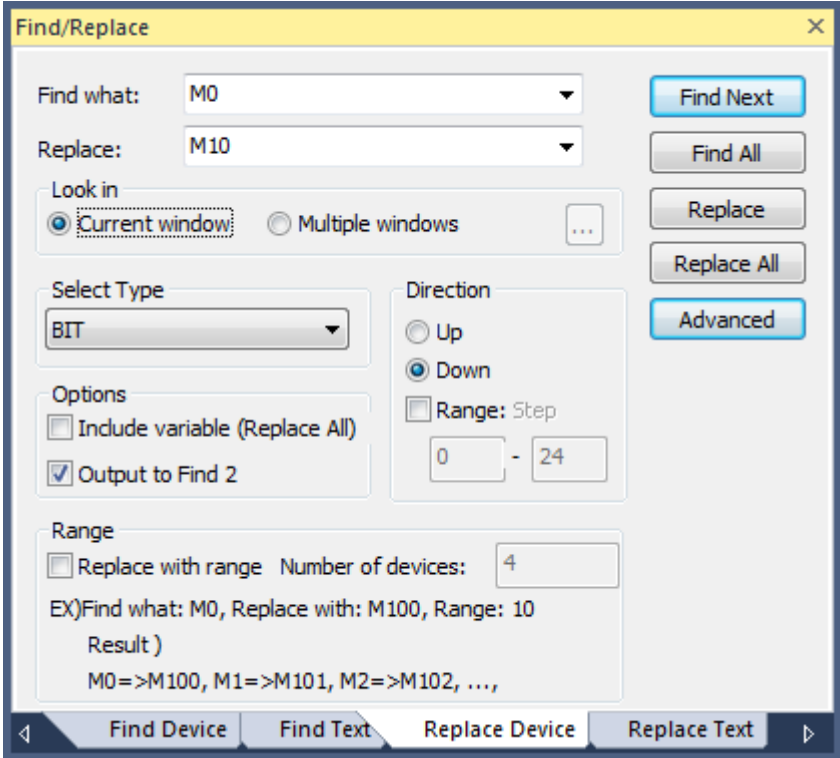 Find/Replace
Find what: M0
Find Next
Replace: M10
Find All
Look in
Current window Multiple windows ...
Replace
Replace All
Select Type
BIT
Direction
Up
Advanced
Down
Options
Include variable (Replace All)
Range: Step
Output to Find 2
0 - 24
Range
Replace with range Number of devices: 4
EX)Find what: M0, Replace with: M100, Range: 10
Result )
M0=>M100, M1=>M101, M2=>M102, ...,
Find Device Find Text Replace Device Replace Text